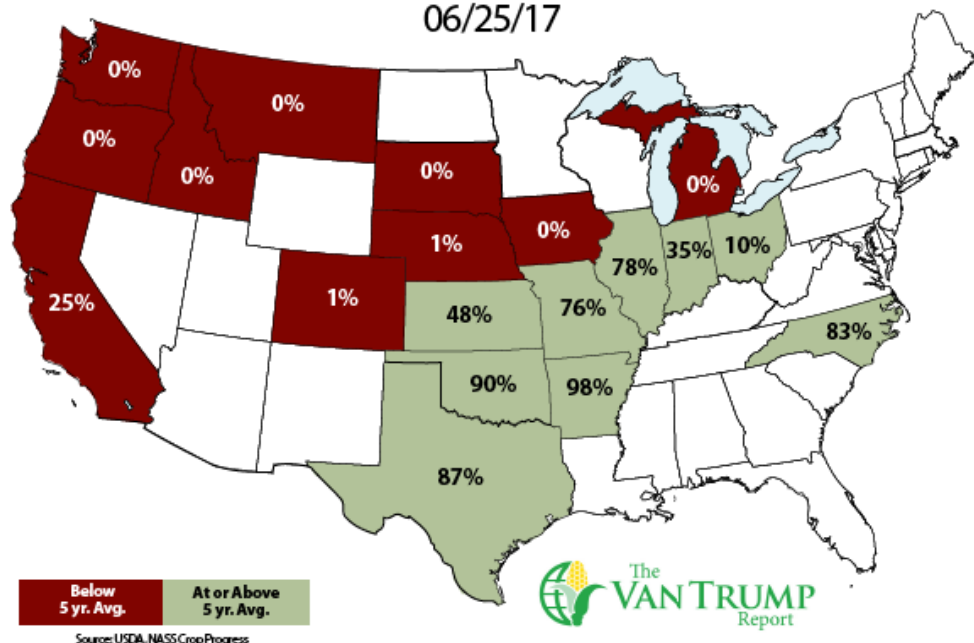 06/25/17
0%
0%
0%
0%
0%
0%
0%
1%
78%
35%
10%
25%
1%
48%
76%
83%
90%
98%
87%
Below
5 yr. Avg.
At or Above
5 yr. Avg.
The
VAN TRUMP
Report
Source: USDA, NASS Crop Progress